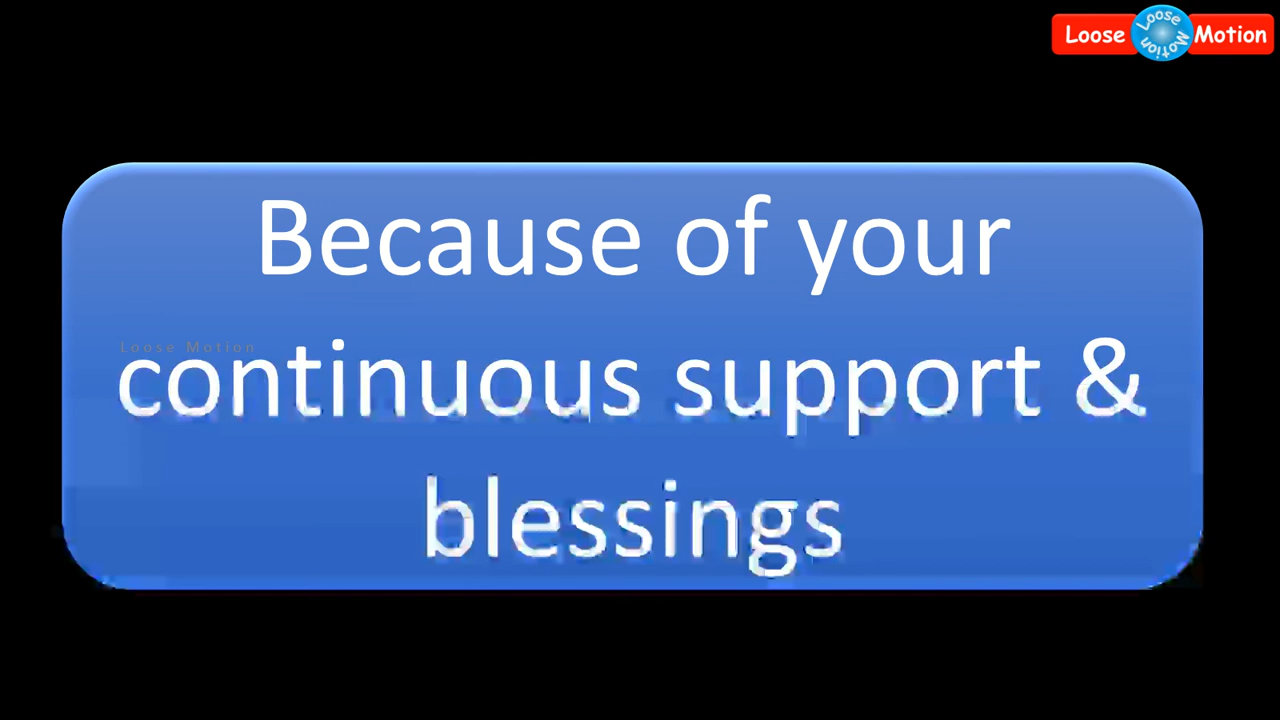 Loose Loose Motion Motion
Because of your
Loose Motion
continuous support &
blessings